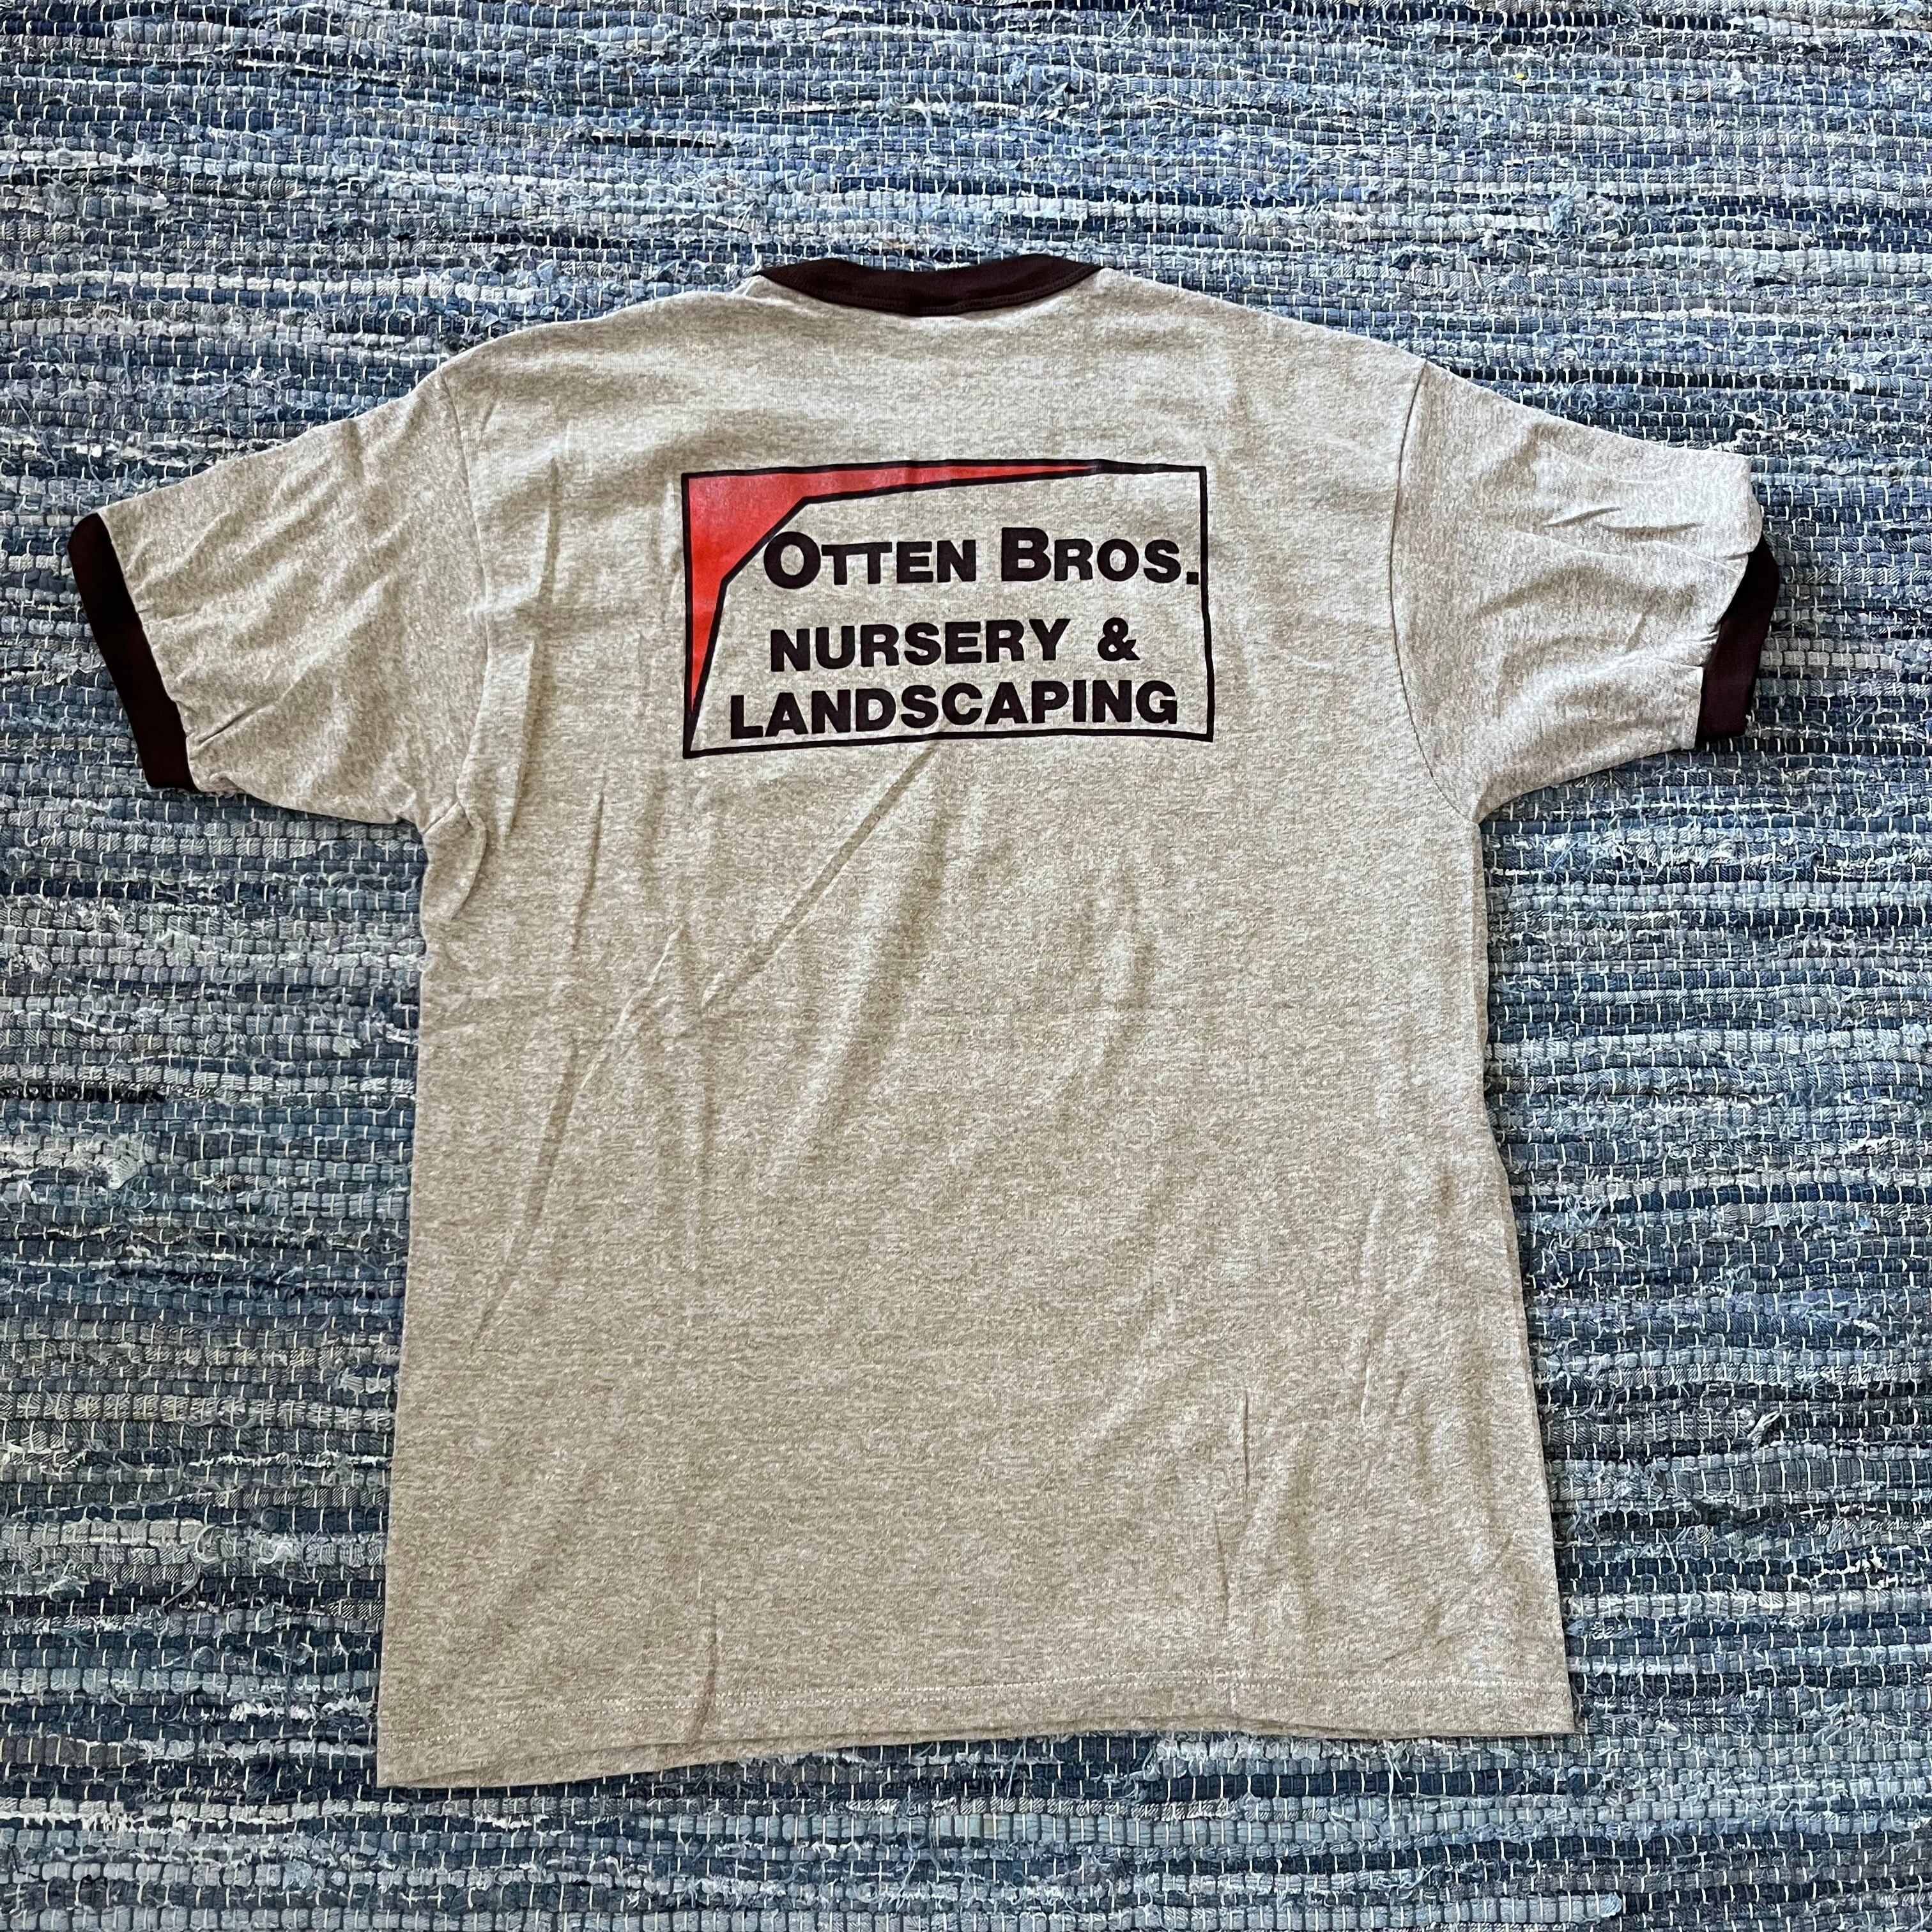 OTTEN BROS.
NURSERY &
LANDSCAPING